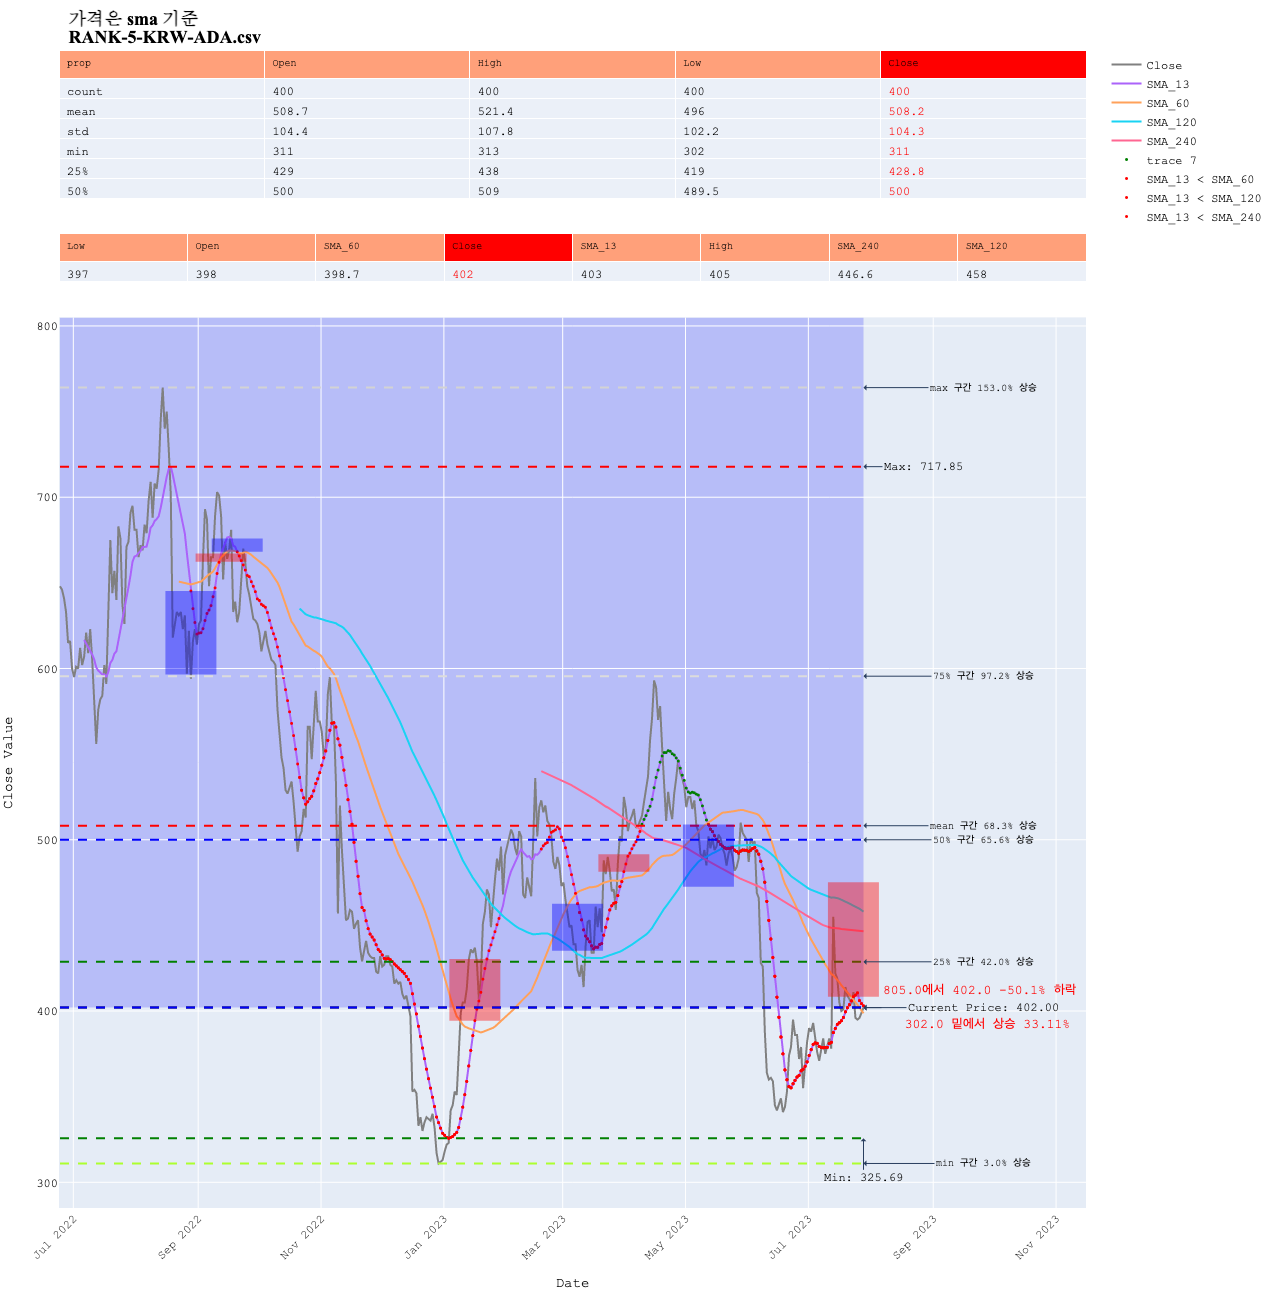 가격은 sma 기준
RANK-5-KRW-ADA.csv
prop Open High Low Close
count 400 400 400 400
mean 508.7 521.4 496 508.2
std 104.4 107.8 102.2 104.3
min 311 313 302 311
25% 429 438 419 428.8
50% 500 509 489.5 500
Low Open SMA_60 Close SMA_13 High SMA_240 SMA_120
397 398 398.7 402 403 405 446.6 458
Close
SMA_13
SMA_60
SMA_120
SMA_240
trace 7
SMA_13 < SMA_60
SMA_13 < SMA_120
SMA_13 < SMA_240
800
700
600
500
400
300
Close Value
max 구간 153.0% 상승
Max: 717.85
75% 구간 97.2% 상승
mean 구간 68.3% 상승
50% 구간 65.6% 상승
25% 구간 42.0% 상승
805.0에서 402.0 -50.1% 하락
Current Price: 402.00
302.0 밑에서 상승 33.11%
min 구간 3.0% 상승
Min: 325.69
Jul 2022
Sep 2022
Nov 2022
Jan 2023
Mar 2023
May 2023
Jul 2023
Sep 2023
Nov 2023
Date